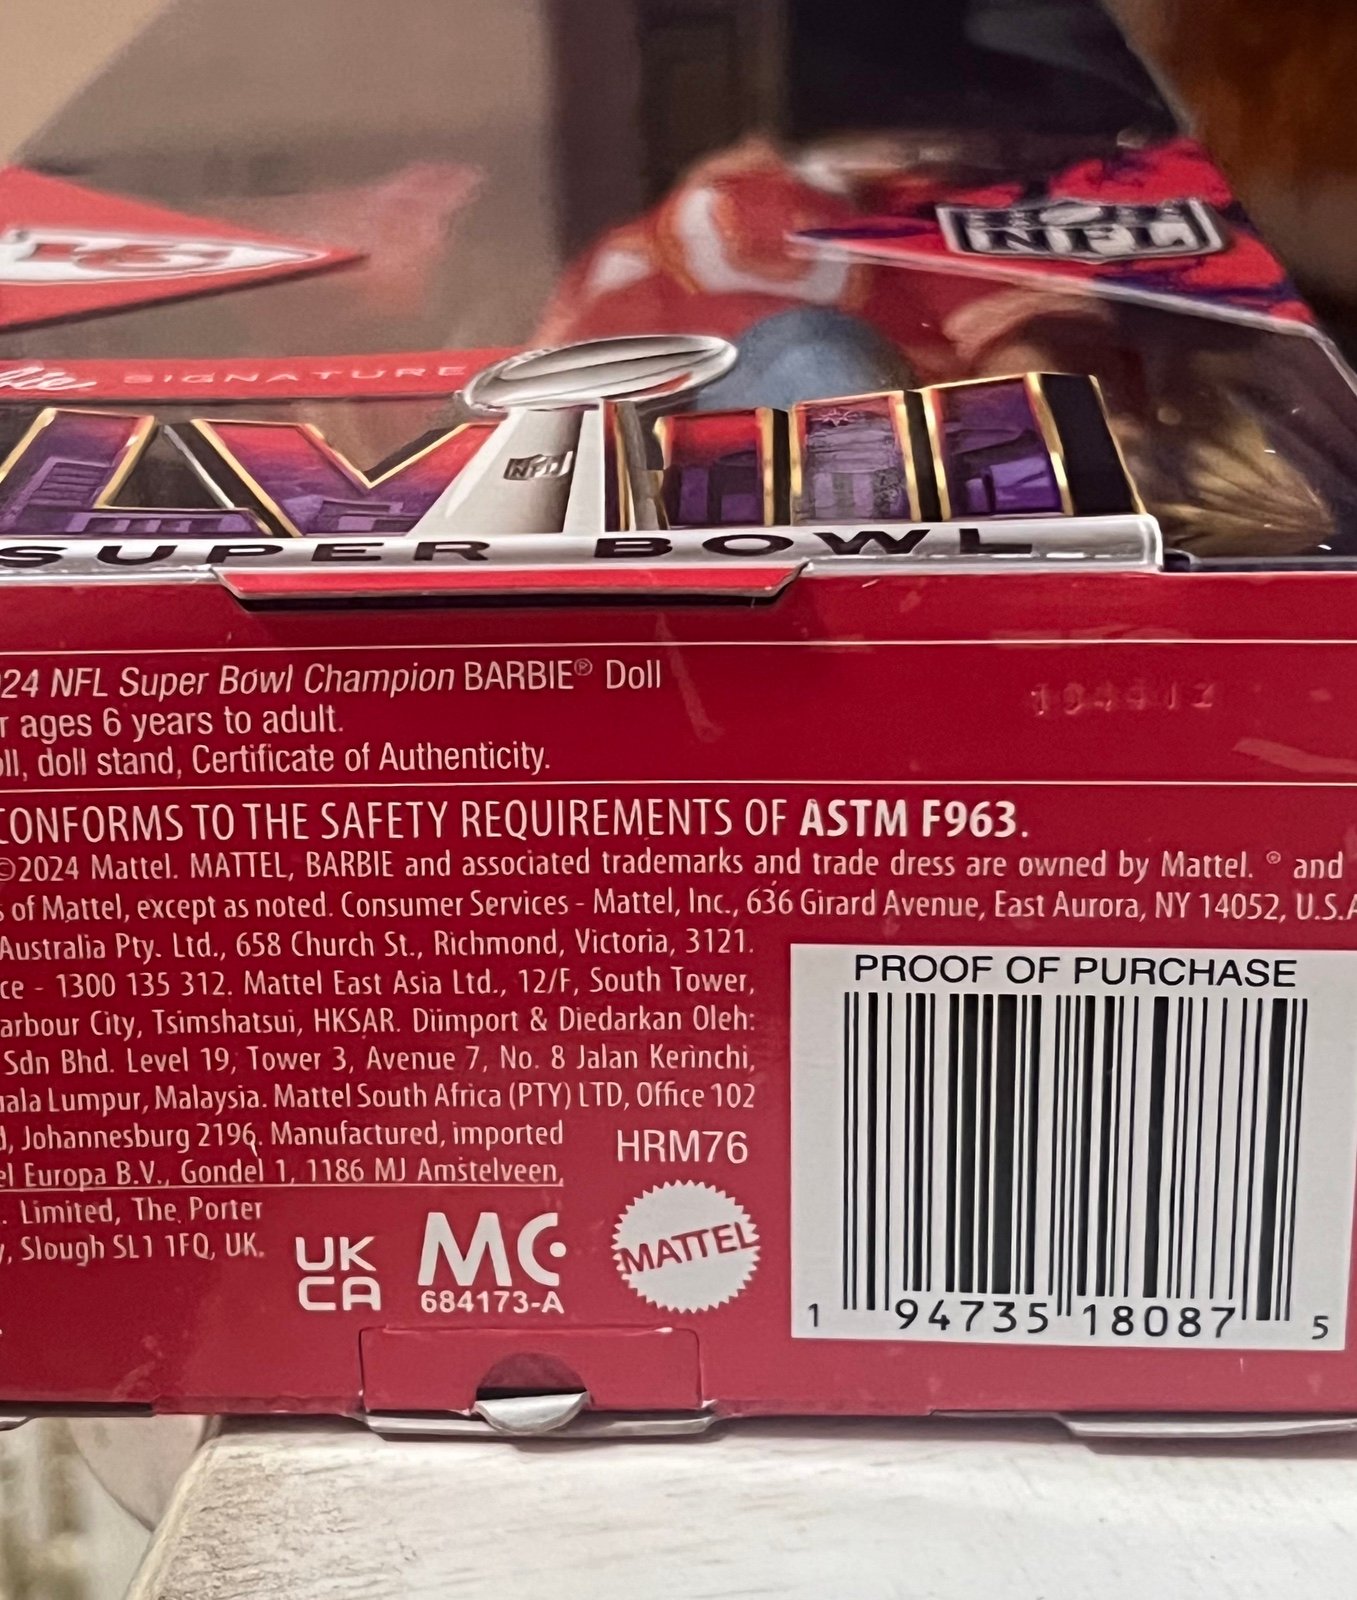 KC
NFL
SIGNATURE
NFL
LVIII
SUPER BOWL
24 NFL Super Bowl Champion BARBIE® Doll
r ages 6 years to adult.
oll, doll stand, Certificate of Authenticity.
CONFORMS TO THE SAFETY REQUIREMENTS OF ASTM F963.
©2024 Mattel. MATTEL, BARBIE and associated trademarks and trade dress are owned by Mattel. ® and
s of Mattel, except as noted. Consumer Services - Mattel, Inc., 636 Girard Avenue, East Aurora, NY 14052, U.S.A
Australia Pty. Ltd., 658 Church St., Richmond, Victoria, 3121.
ce - 1300 135 312. Mattel East Asia Ltd., 12/F, South Tower,
arbour City, Tsimshatsui, HKSAR. Diimport & Diedarkan Oleh:
Sdn Bhd. Level 19, Tower 3, Avenue 7, No. 8 Jalan Kerinchi,
uala Lumpur, Malaysia. Mattel South Africa (PTY) LTD, Office 102
d, Johannesburg 2196. Manufactured, imported
el Europa B.V., Gondel 1, 1186 MJ Amstelveen,
. Limited, The Porter
y, Slough SL1 1FQ, UK.
UK
CA
MC
684173-A
HRM76
MATTEL
PROOF OF PURCHASE
1 94735 18087 5